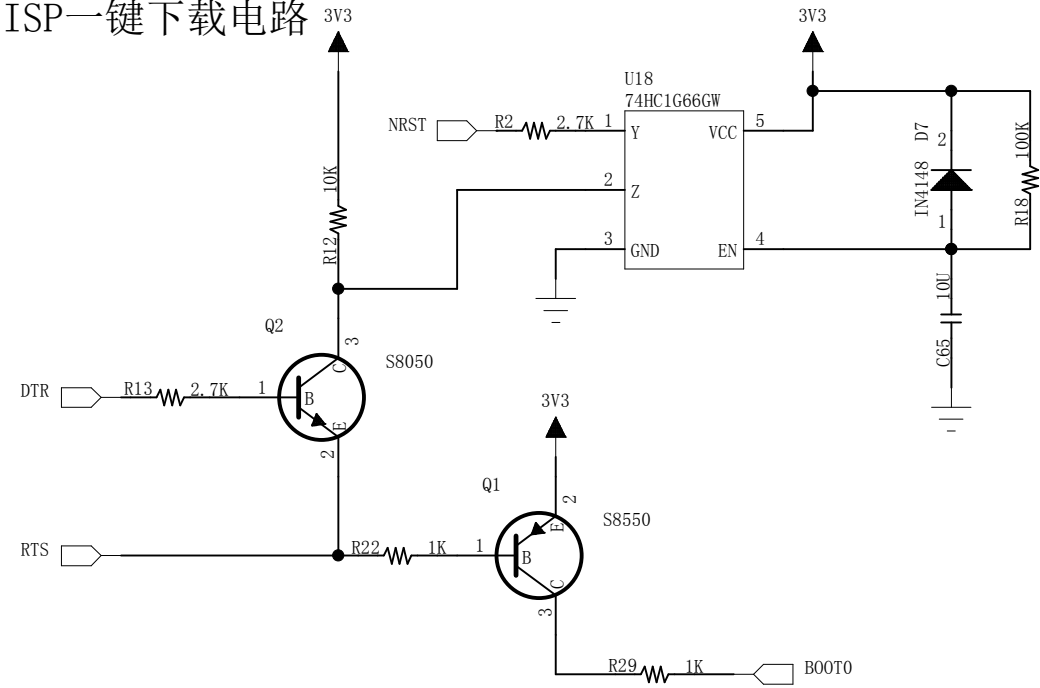 ISP一键下载电路
3V3
3V3
U18
74HC1G66GW
NRST
R2
2.7K
1
Y
VCC
5
2
Z
3
GND
EN
4
D7
2
IN4148
1
100K
R18
10K
R12
10U
C65
Q2
3
C
S8050
DTR
R13
2.7K
1
B
E
2
3V3
Q1
2
E
S8550
RTS
R22
1K
1
B
C
3
R29
1K
BOOT0